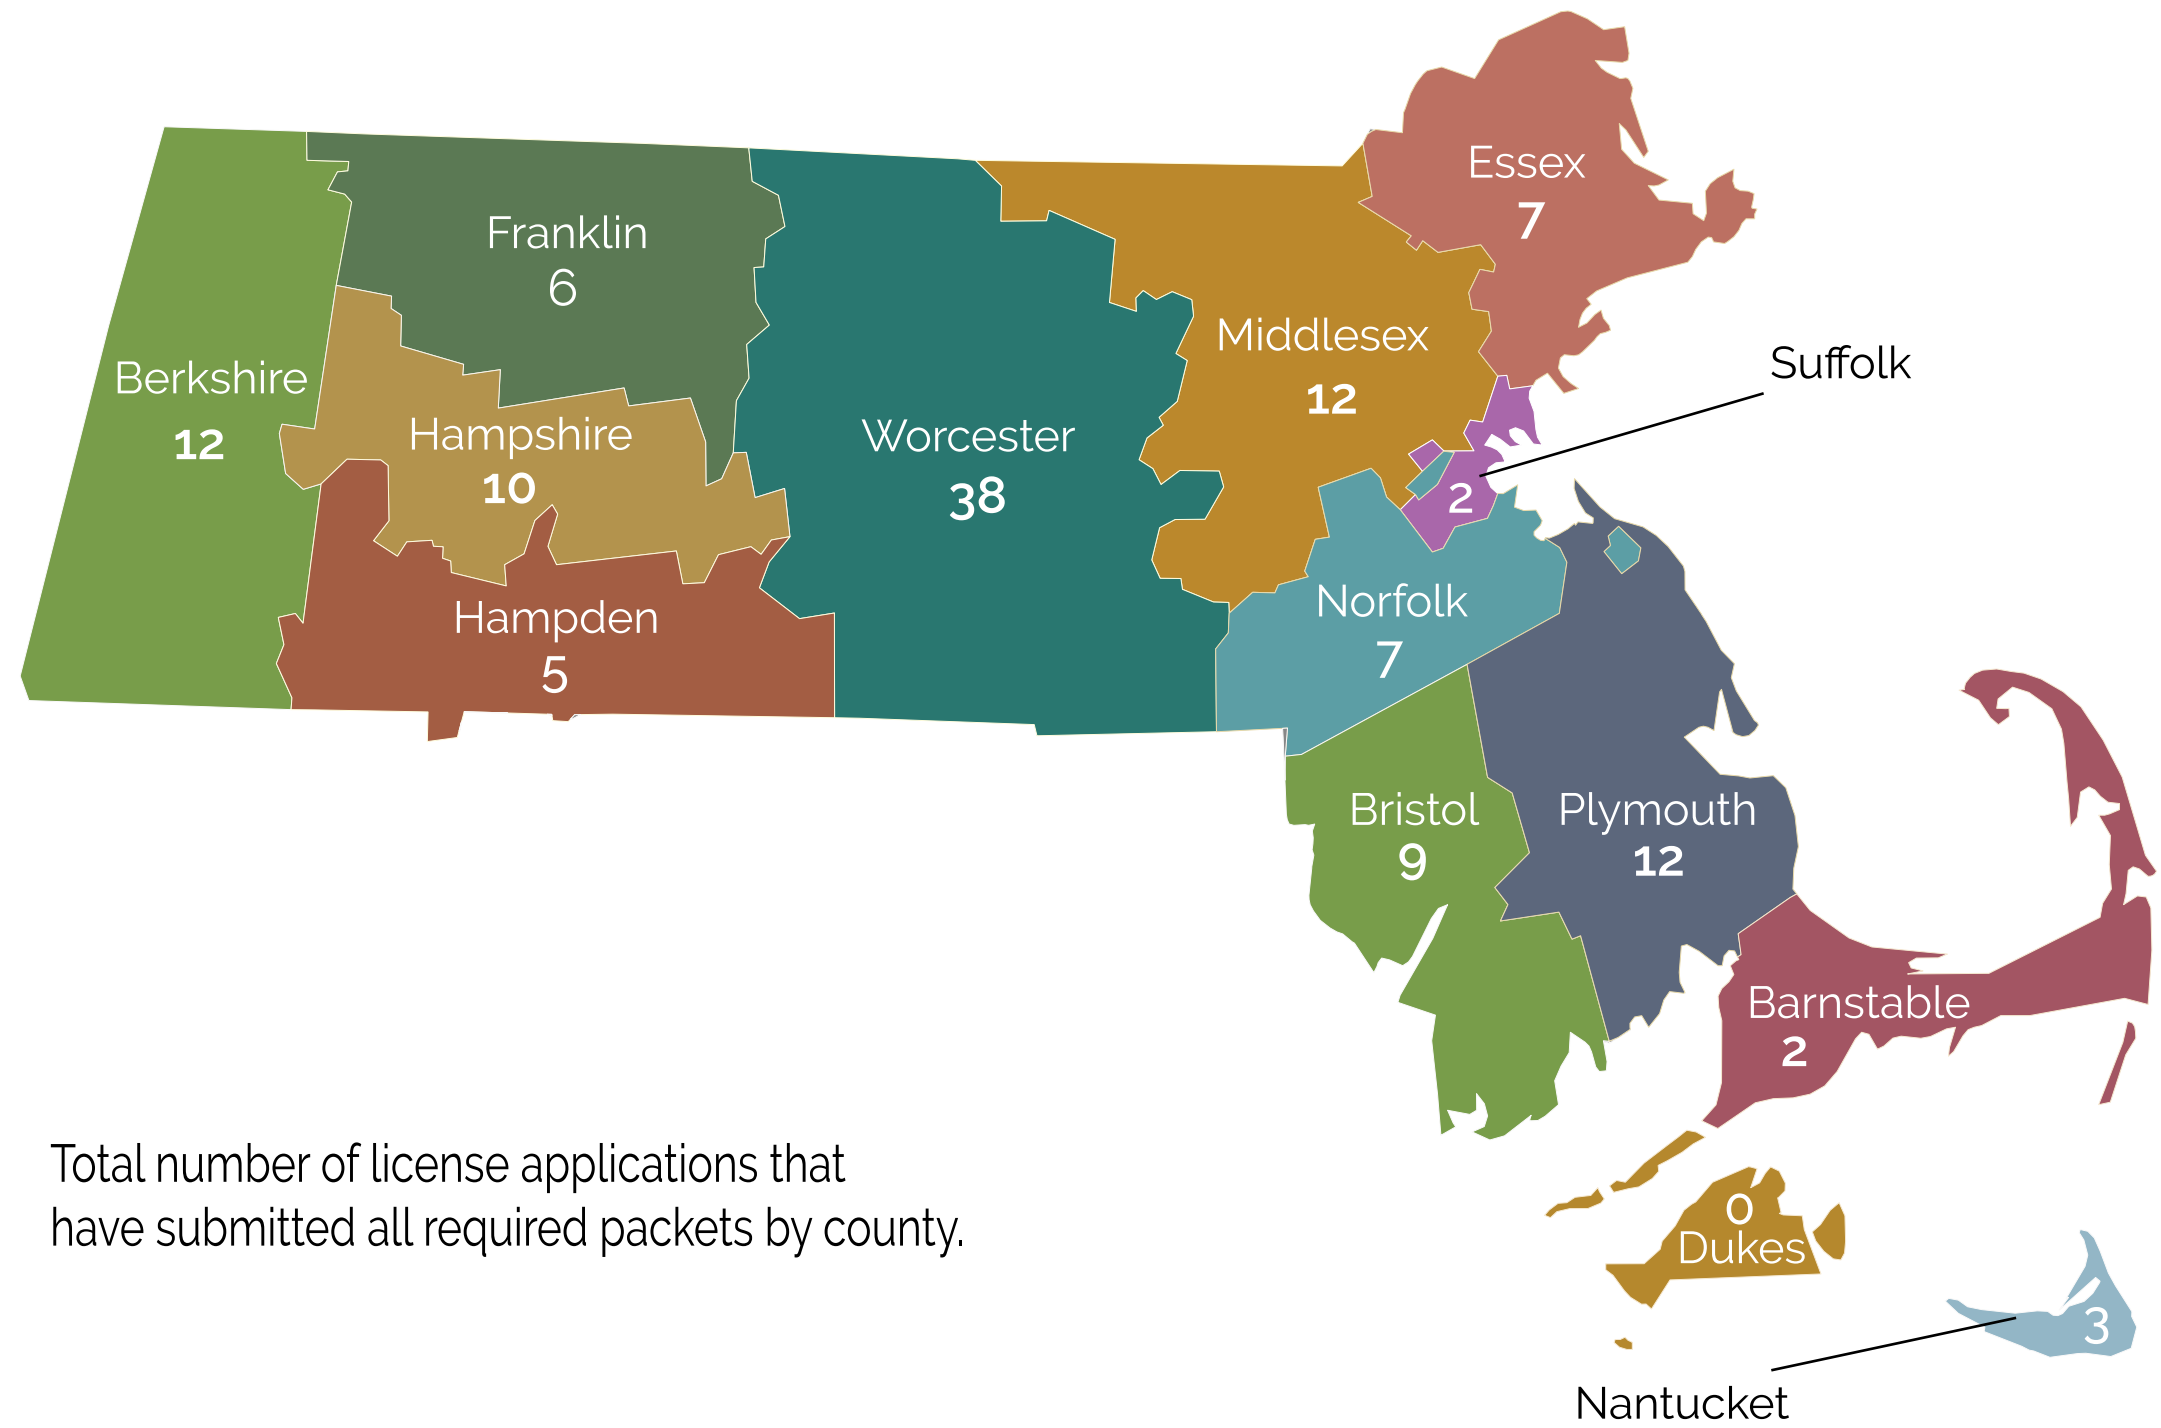 Essex
7
Franklin
6
Middlesex
12
Suffolk
2
Berkshire
12
Hampshire
10
Worcester
38
Hampden
5
Norfolk
7
Bristol
9
Plymouth
12
Barnstable
2
Total number of license applications that
have submitted all required packets by county.
0
Dukes
3
Nantucket